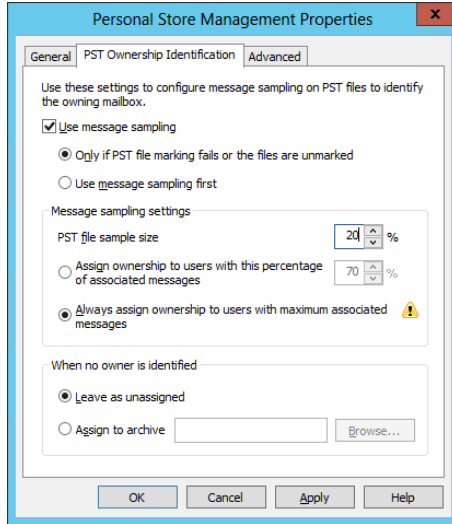 Personal Store Management Properties
x
General PST Ownership Identification Advanced
Use these settings to configure message sampling on PST files to identify
the owning mailbox.
Use message sampling
Only if PST file marking fails or the files are unmarked
Use message sampling first
Message sampling settings
PST file sample size 20 %
Assign ownership to users with this percentage 70 %
of associated messages
Always assign ownership to users with maximum associated
messages
When no owner is identified
Leave as unassigned
Assign to archive Browse...
OK Cancel Apply Help